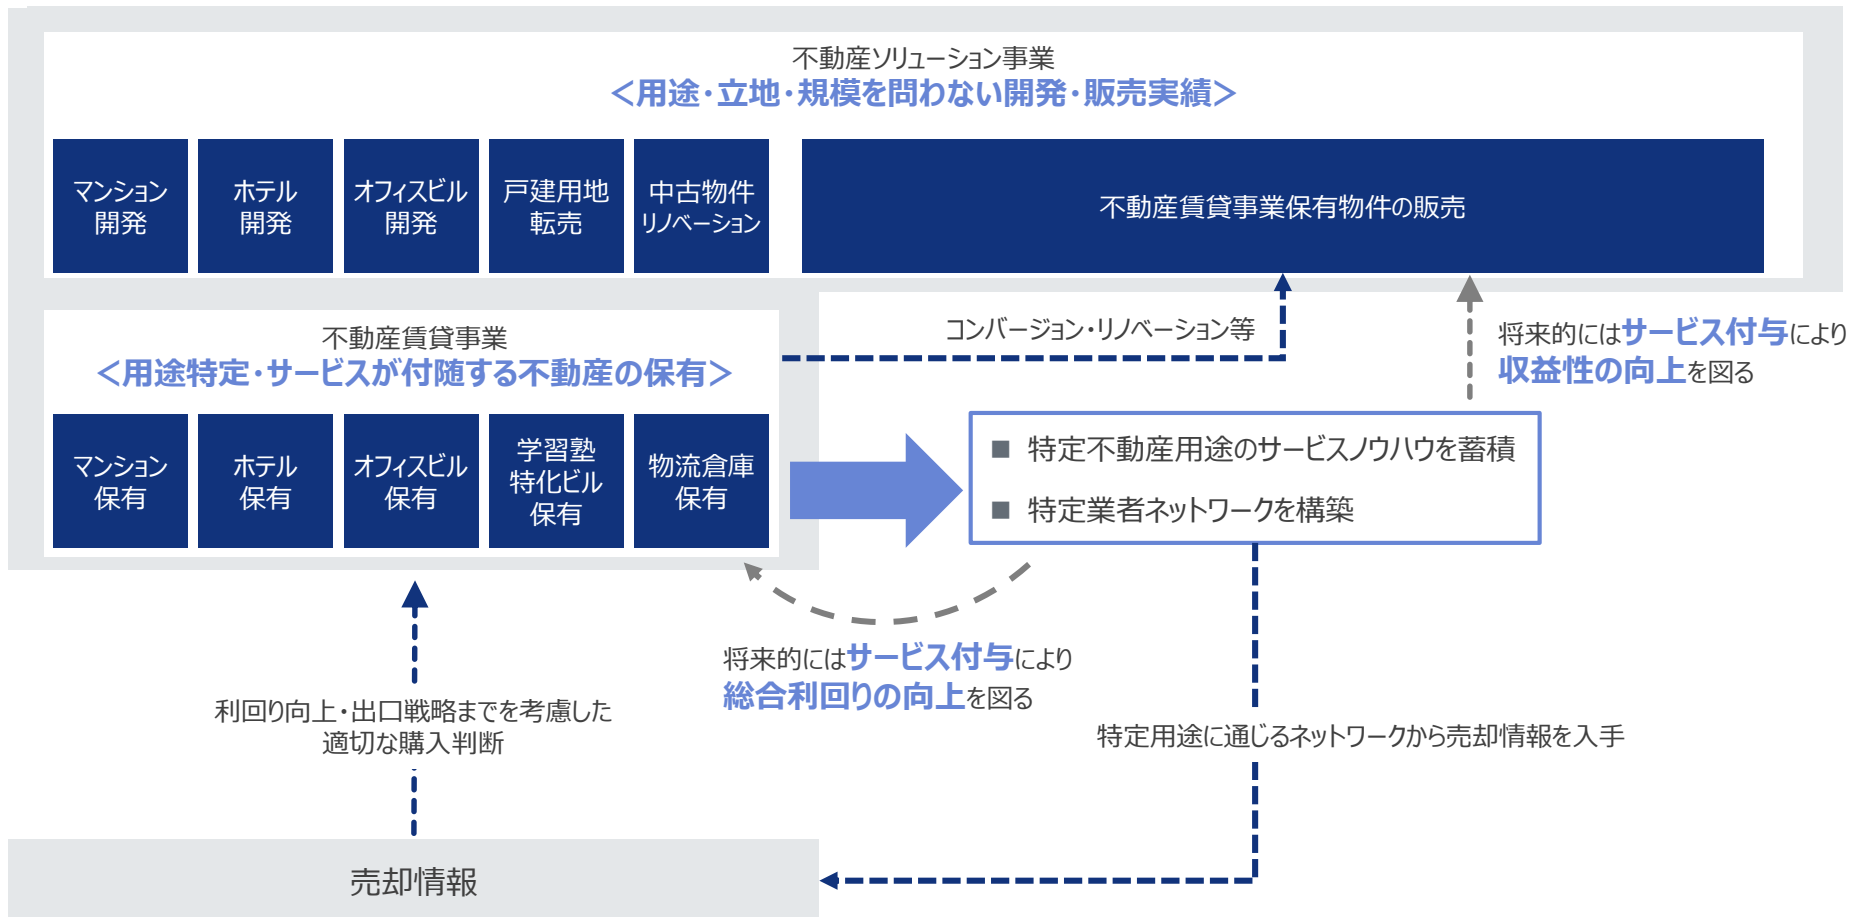 不動産ソリューション事業
＜用途・立地・規模を問わない開発・販売実績＞
マンション
開発
ホテル
開発
オフィスビル
開発
戸建用地
転売
中古物件
リノベーション
不動産賃貸事業保有物件の販売
不動産賃貸事業
＜用途特定・サービスが付随する不動産の保有＞
マンション
保有
ホテル
保有
オフィスビル
保有
学習塾
特化ビル
保有
物流倉庫
保有
コンバージョン・リノベーション等
将来的にはサービス付与により
収益性の向上を図る
■ 特定不動産用途のサービスノウハウを蓄積
■ 特定業者ネットワークを構築
将来的にはサービス付与により
総合利回りの向上を図る
利回り向上・出口戦略までを考慮した
適切な購入判断
特定用途に通じるネットワークから売却情報を入手
売却情報